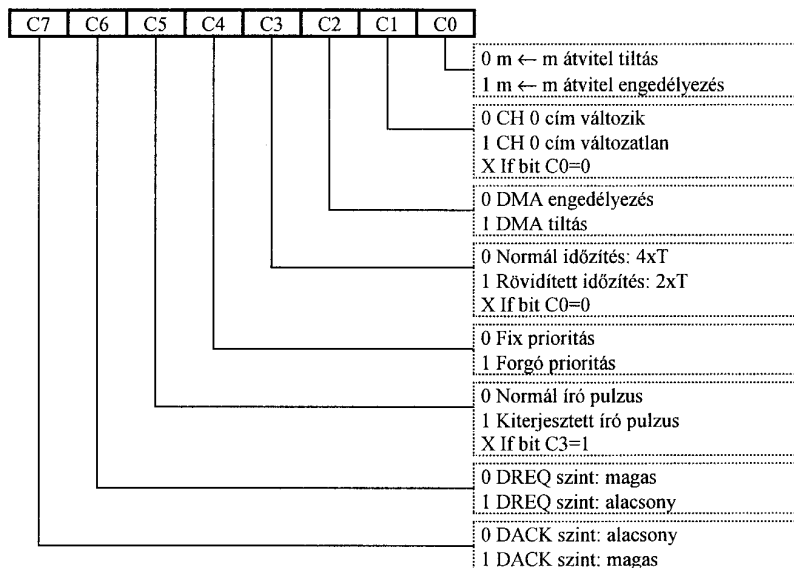 C7 C6 C5 C4 C3 C2 C1 C0
0 m ← m átvitel tiltás
1 m ← m átvitel engedélyezés
0 CH 0 cím változik
1 CH 0 cím változatlan
X If bit C0=0
0 DMA engedélyezés
1 DMA tiltás
0 Normál időzítés: 4xT
1 Rövidített időzítés: 2xT
X If bit C0=0
0 Fix prioritás
1 Forgó prioritás
0 Normál író pulzus
1 Kiterjesztett író pulzus
X If bit C3=1
0 DREQ szint: magas
1 DREQ szint: alacsony
0 DACK szint: alacsony
1 DACK szint: magas